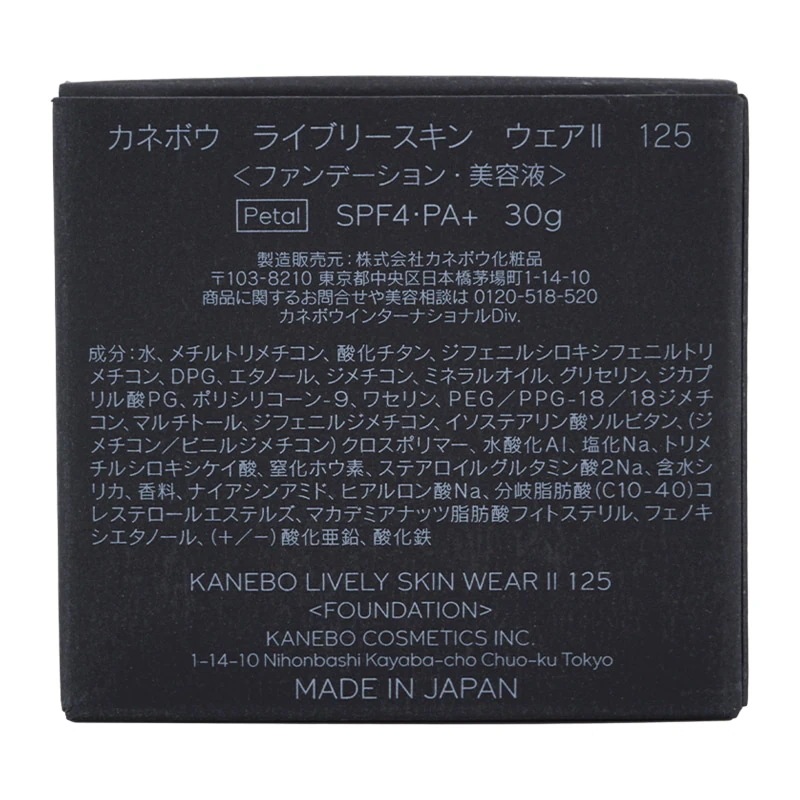 カネボウ ライブリースキン ウェアII 125
<ファンデーション・美容液>
Petal SPF4・PA+ 30g
製造販売元：株式会社カネボウ化粧品
〒103-8210 東京都中央区日本橋茅場町1-14-10
商品に関するお問合せや美容相談は 0120-518-520
カネボウインターナショナルDiv.
成分：水、メチルトリメチコン、酸化チタン、ジフェニルシロキシフェニルトリ
メチコン、DPG、エタノール、ジメチコン、ミネラルオイル、グリセリン、ジカプ
リル酸PG、ポリシリコーン-9、ワセリン、PEG／PPG-18／18ジメチ
コン、マルチトール、ジフェニルジメチコン、イソステアリン酸ソルビタン、(ジ
メチコン／ビニルジメチコン)クロスポリマー、水酸化Al、塩化Na、トリメ
チルシロキシケイ酸、窒化ホウ素、ステアロイルグルタミン酸2Na、含水シ
リカ、香料、ナイアシンアミド、ヒアルロン酸Na、分岐脂肪酸(C10-40)コ
レステロールエステルズ、マカデミアナッツ脂肪酸フィトステリル、フェノキ
シエタノール、(+/-)酸化亜鉛、酸化鉄
KANEBO LIVELY SKIN WEAR II 125
<FOUNDATION>
KANEBO COSMETICS INC.
1-14-10 Nihonbashi Kayaba-cho Chuo-ku Tokyo
MADE IN JAPAN